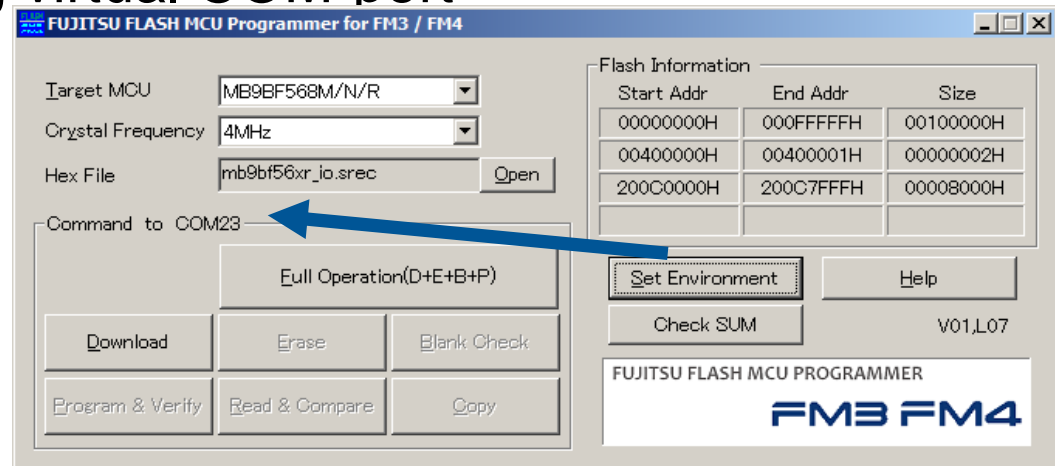 virtual COM port
FUJITSU FLASH MCU Programmer for FM3 / FM4
Target MCU
MB9BF568M/N/R
Crystal Frequency
4MHz
Hex File
mb9bf56xr_io.srec
Open
Command to COM23
Full Operation(D+E+B+P)
Download
Erase
Blank Check
Program & Verify
Read & Compare
Copy
Flash Information
Start Addr End Addr Size
00000000H 000FFFFFH 00100000H
00400000H 00400001H 00000002H
200C0000H 200C7FFFH 00008000H
Set Environment
Help
Check SUM
V01,L07
FUJITSU FLASH MCU PROGRAMMER
FM3 FM4